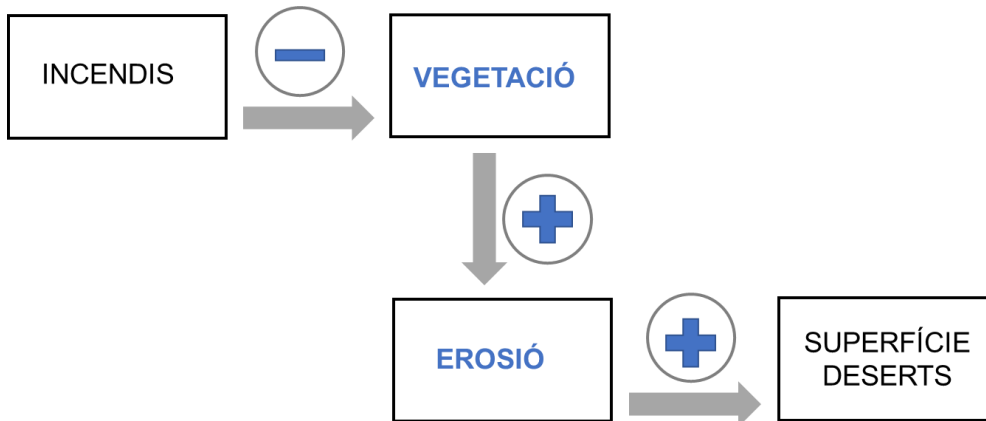 INCENDIS
VEGETACIÓ
EROSIÓ
SUPERFÍCIE
DESERTS